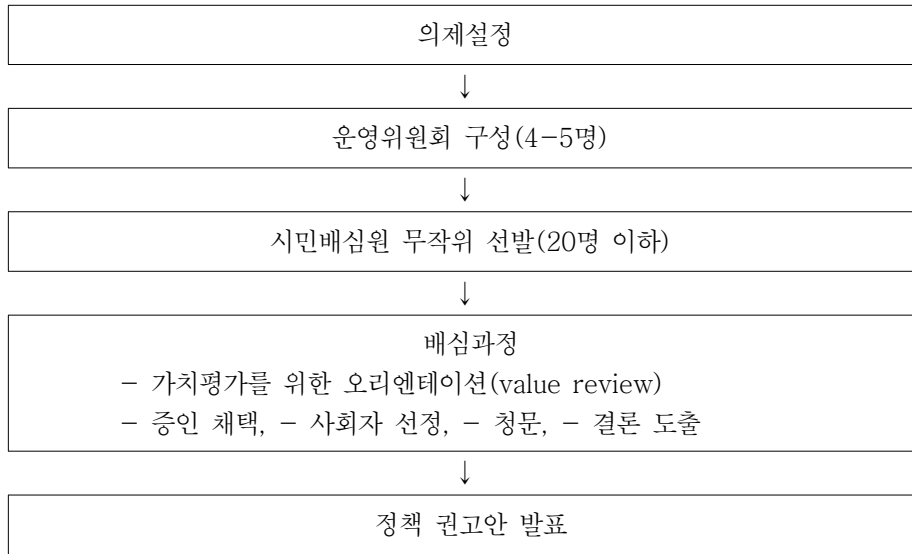 의제설정
↓
운영위원회 구성(4-5명)
↓
시민배심원 무작위 선발(20명 이하)
↓
배심과정
- 가치평가를 위한 오리엔테이션(value review)
- 증인 채택, - 사회자 선정, - 청문, - 결론 도출
↓
정책 권고안 발표